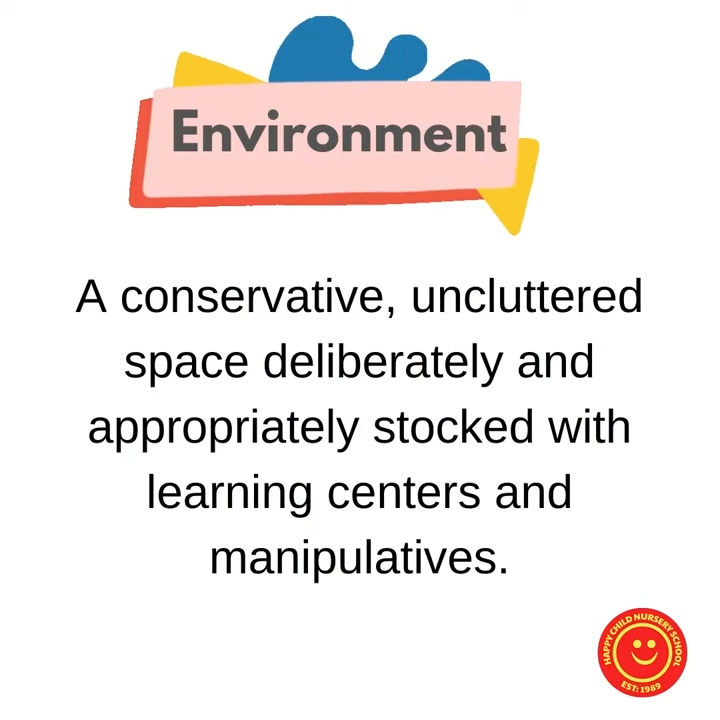 Environment
A conservative, uncluttered
space deliberately and
appropriately stocked with
learning centers and
manipulatives.
HAPPY CHILD NURSERY SCHOOL
EST: 1989